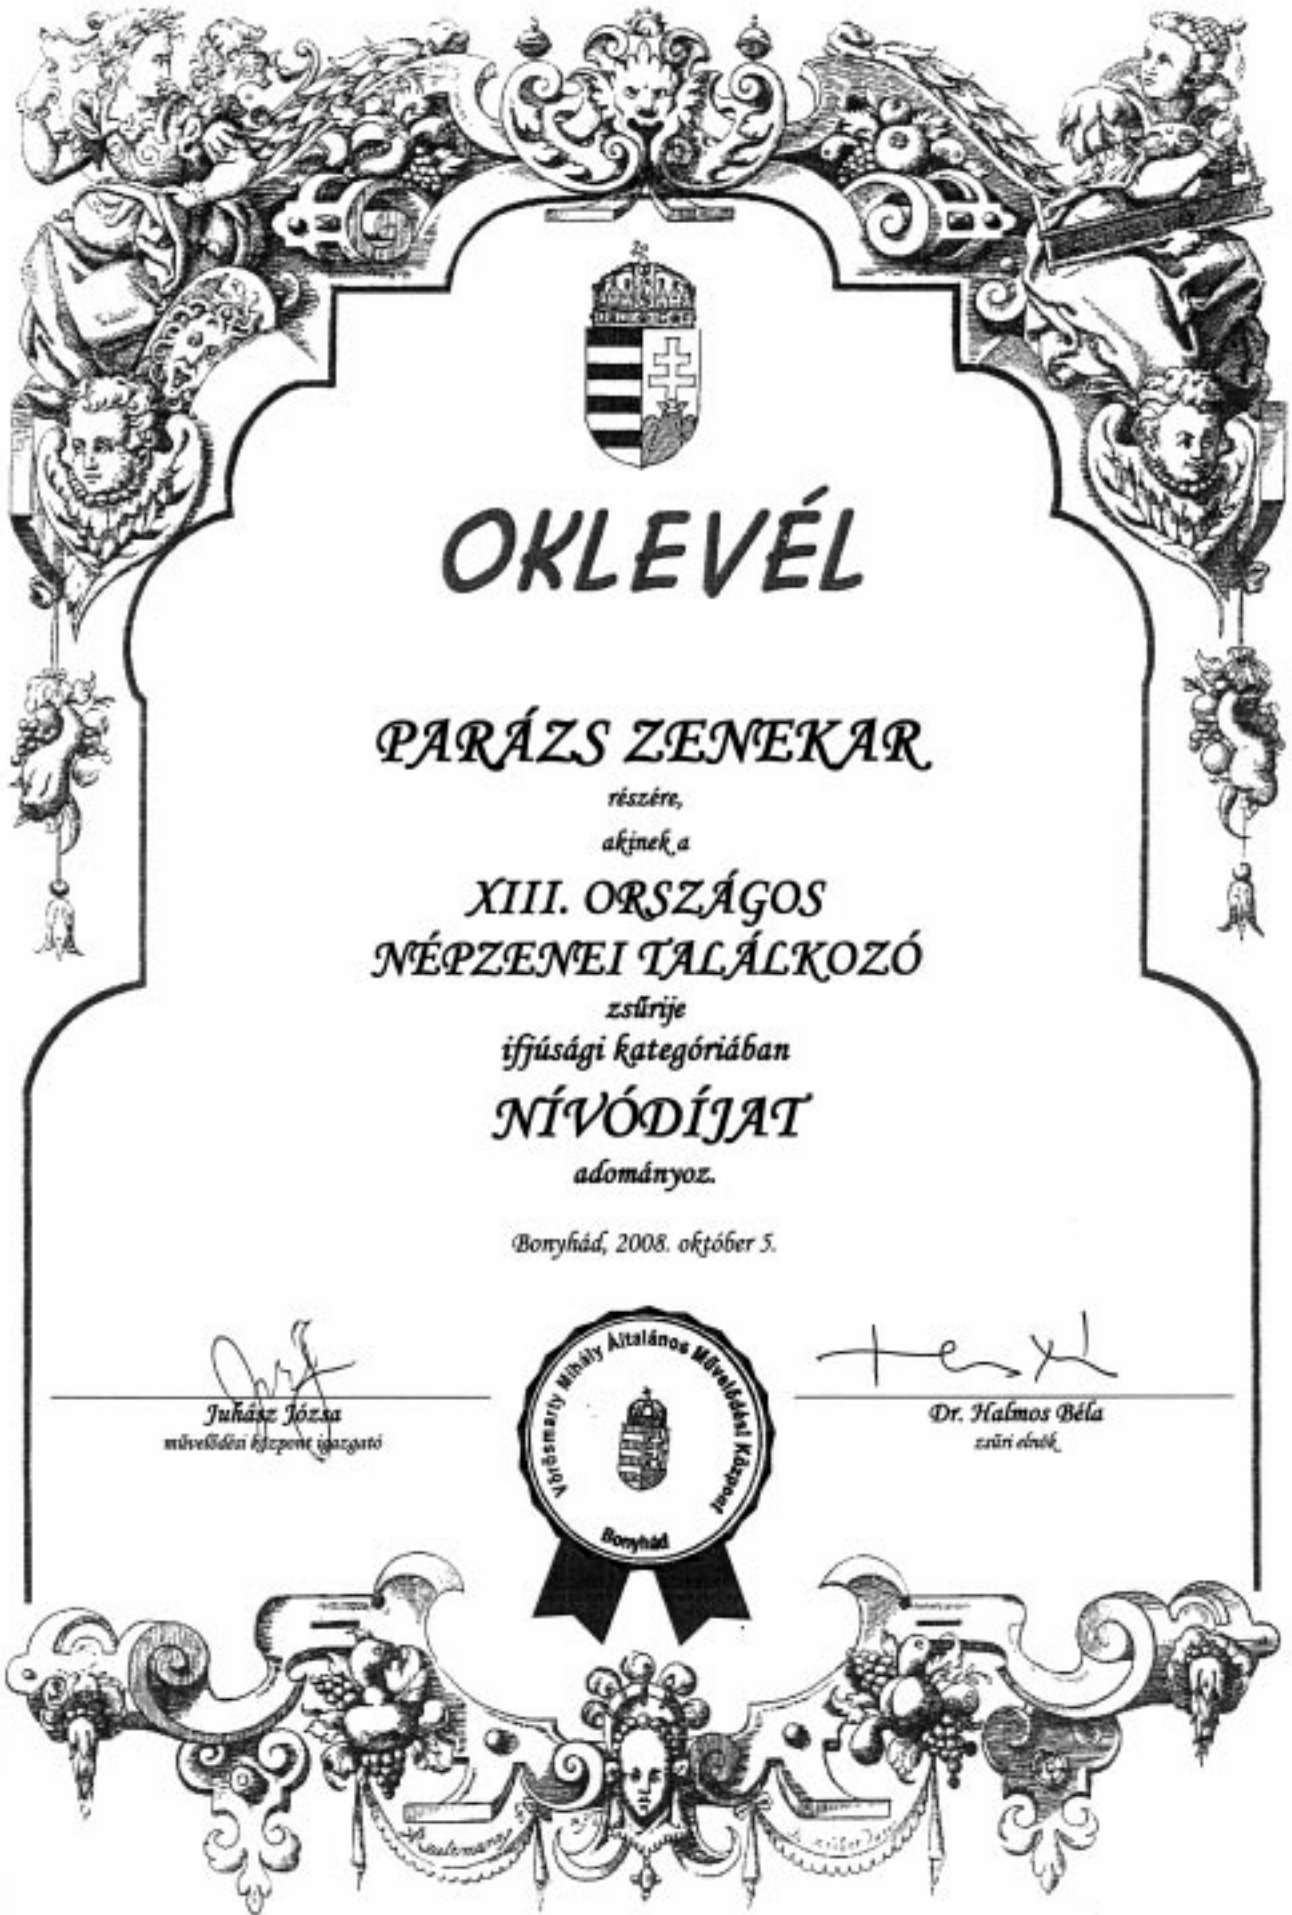 OKLEVÉL
PARÁZS ZENEKAR
részére,
akinek a
XIII. ORSZÁGOS
NÉPZENEI TALÁLKOZÓ
zsűrije
ifjúsági kategóriában
NÍVÓDÍJAT
adományoz.
Bonyhád, 2008. október 5.
Juhász Józsa
művelődési központ igazgató
Vörösmarty Mihály Általános Művelődési Központ
Bonyhád
Dr. Halmos Béla
zsűri elnök